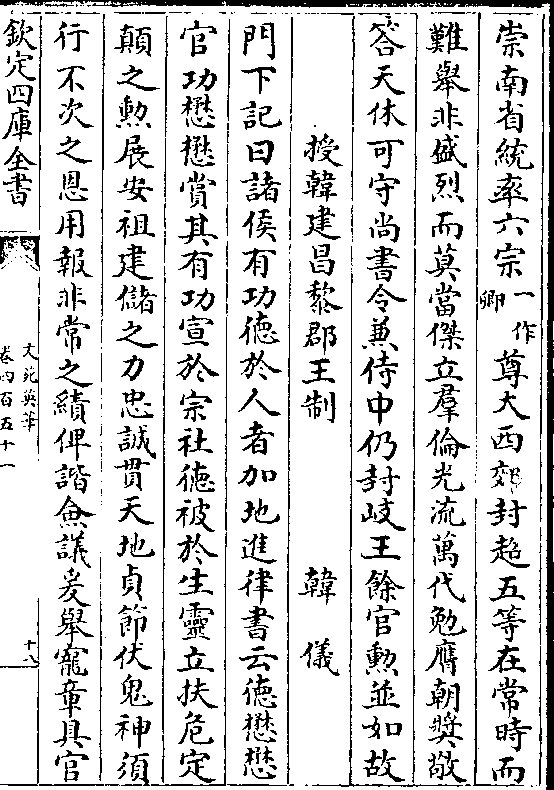 崇南省統率六宗一作卿尊大西郊封超五等在常時而
難舉非盛烈而莫當傑立羣倫光流萬代勉膺朝奬敬
答天休可守尚書令兼侍中仍封岐王餘官勲並如故
授韓建昌黎郡王制 韓儀
門下記曰諸侯有功德於人者加地進律書云德懋懋
官功懋懋賞其有功宣於宗社德被於生靈立扶危定
顛之勲展安祖建儲之力忠誠貫天地貞節伏鬼神須
行不次之恩用報非常之績俾諧僉議爰舉寵章具官
欽定四庫全書
文苑英華
卷四百五十一
十八